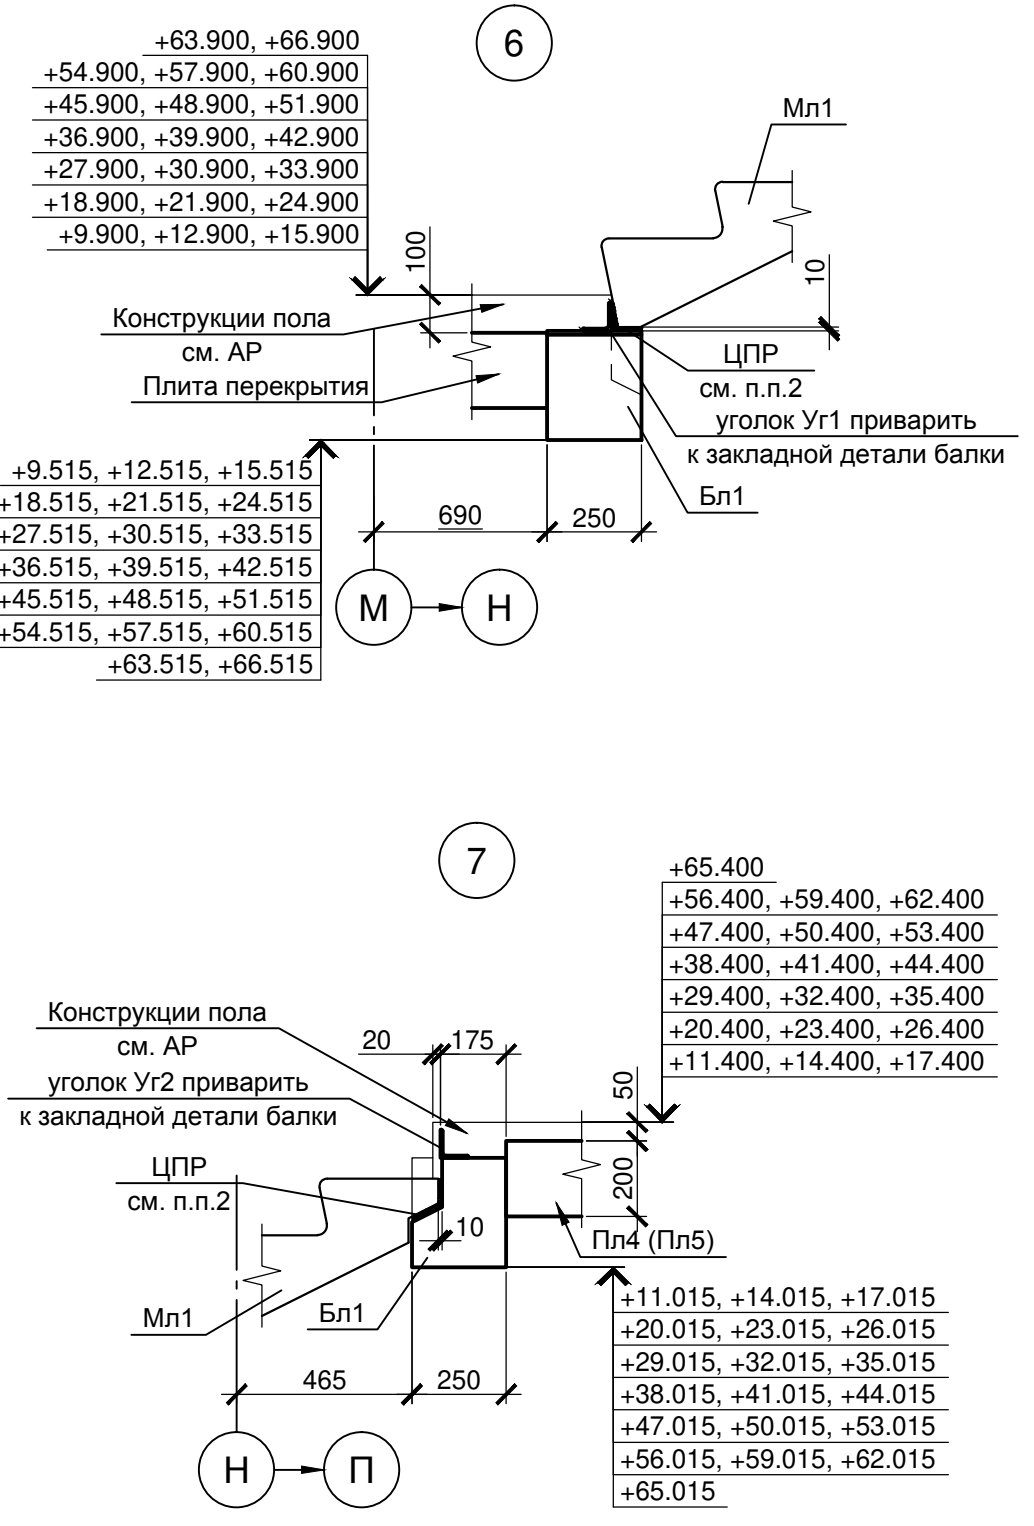 6
+63.900, +66.900
+54.900, +57.900, +60.900
+45.900, +48.900, +51.900
+36.900, +39.900, +42.900
+27.900, +30.900, +33.900
+18.900, +21.900, +24.900
+9.900, +12.900, +15.900
Мл1
100
10
Конструкции пола
см. АР
Плита перекрытия
ЦПР
см. п.п.2
уголок Уг1 приварить
к закладной детали балки
Бл1
+9.515, +12.515, +15.515
+18.515, +21.515, +24.515
+27.515, +30.515, +33.515
+36.515, +39.515, +42.515
+45.515, +48.515, +51.515
+54.515, +57.515, +60.515
+63.515, +66.515
690
250
М
Н
7
+65.400
+56.400, +59.400, +62.400
+47.400, +50.400, +53.400
+38.400, +41.400, +44.400
+29.400, +32.400, +35.400
+20.400, +23.400, +26.400
+11.400, +14.400, +17.400
Конструкции пола
см. АР
уголок Уг2 приварить
к закладной детали балки
20
175
50
200
ЦПР
см. п.п.2
10
Пл4 (Пл5)
Мл1
Бл1
465
250
Н
П
+11.015, +14.015, +17.015
+20.015, +23.015, +26.015
+29.015, +32.015, +35.015
+38.015, +41.015, +44.015
+47.015, +50.015, +53.015
+56.015, +59.015, +62.015
+65.015